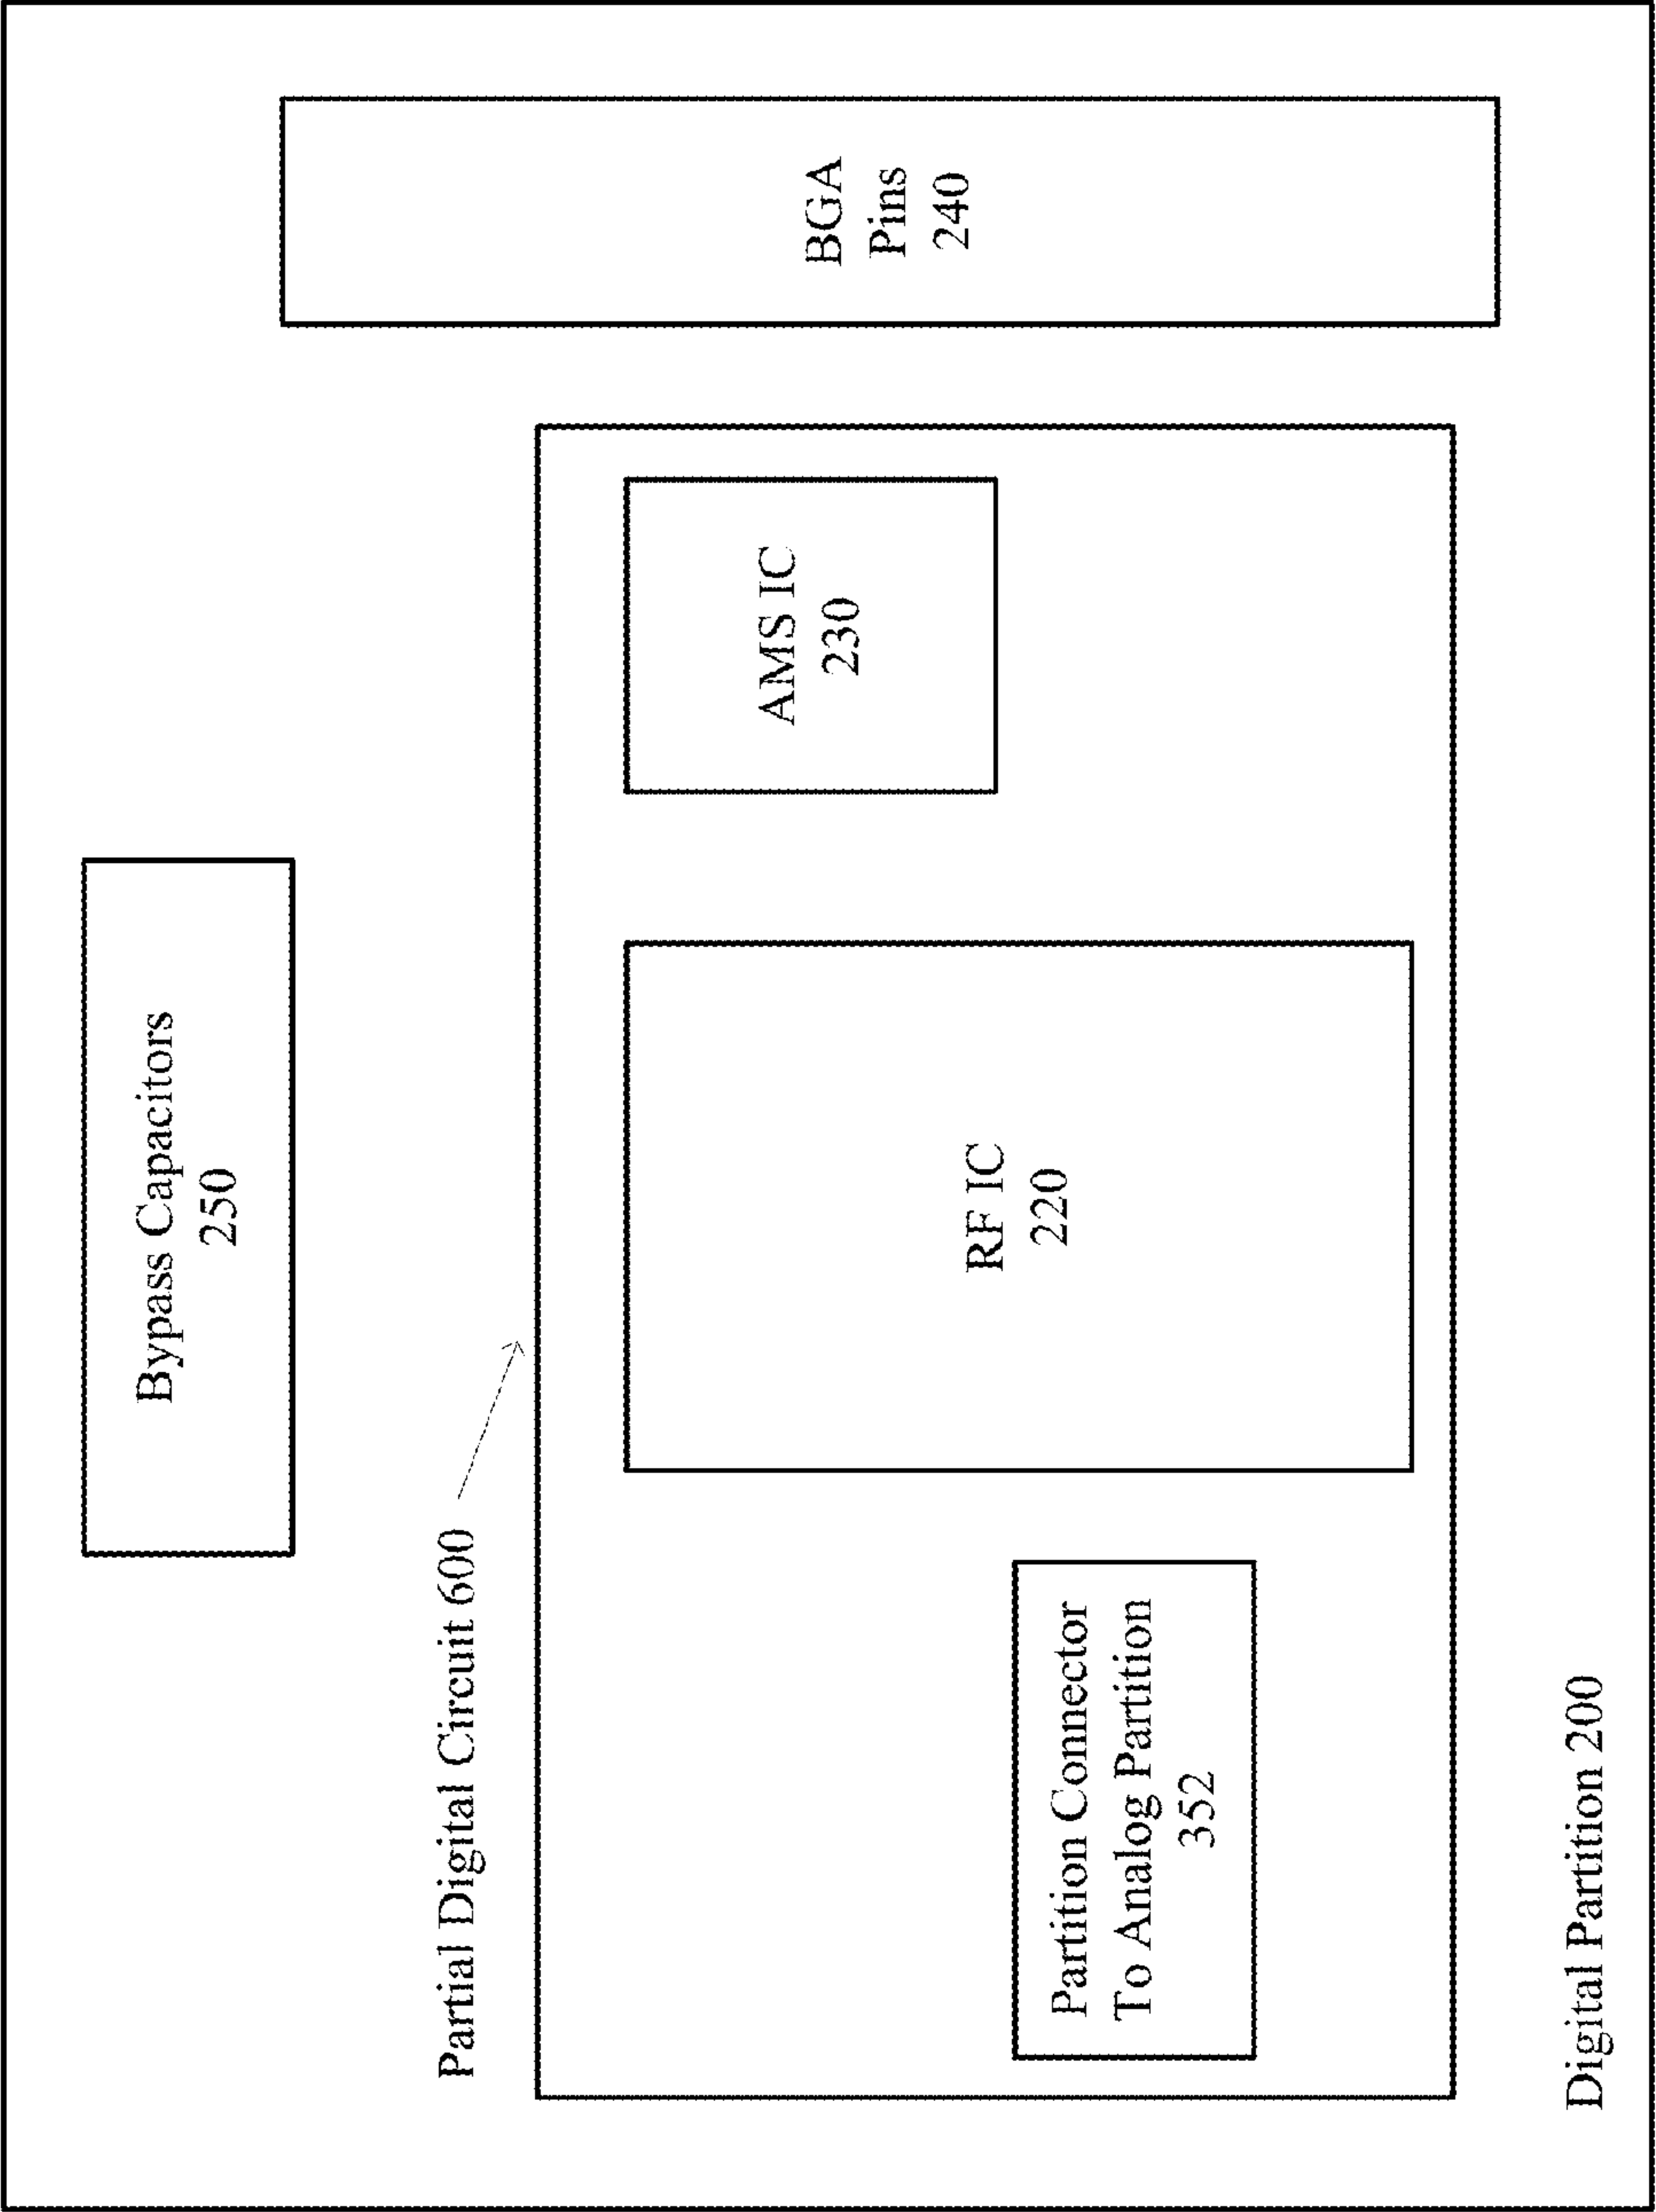 Bypass Capacitors
250
Partial Digital Circuit 600
BGA
Pins
240
AMS IC
230
RF IC
220
Partition Connector
To Analog Partition
352
Digital Partition 200